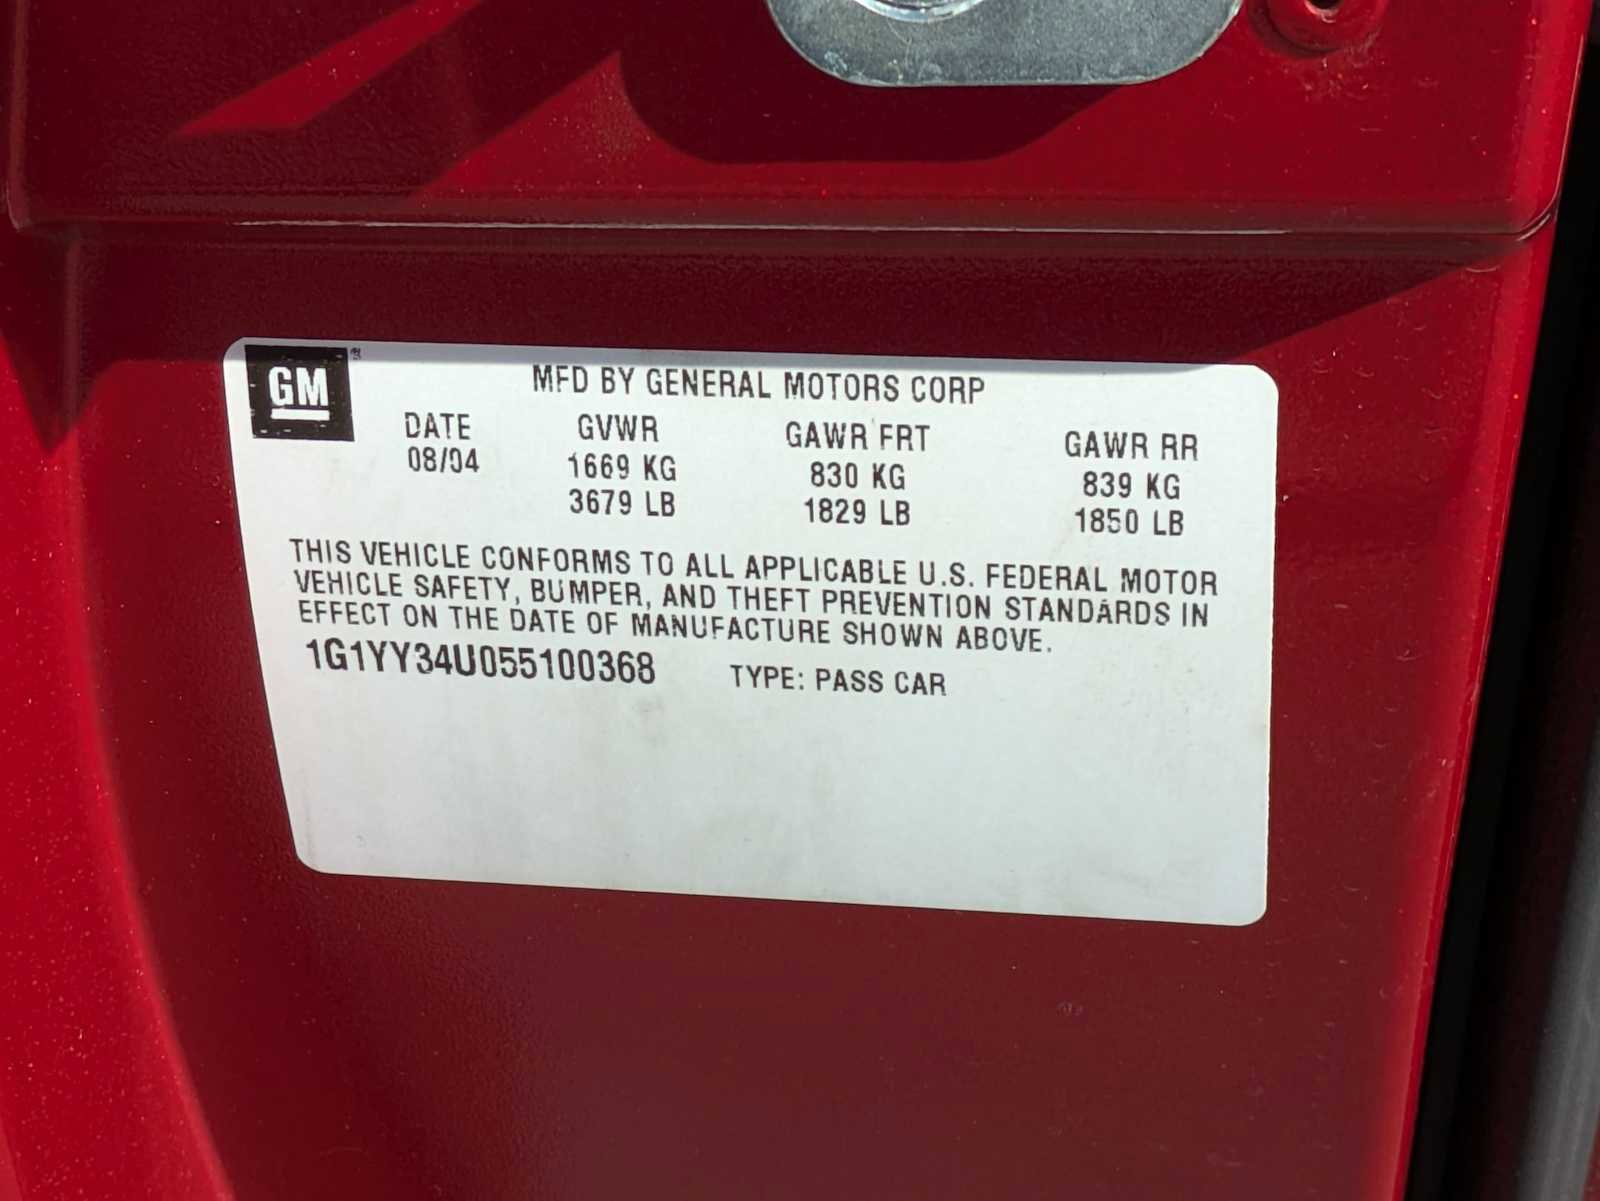 GM ®
MFD BY GENERAL MOTORS CORP
DATE GVWR GAWR FRT GAWR RR
08/04 1669 KG 830 KG 839 KG
3679 LB 1829 LB 1850 LB
THIS VEHICLE CONFORMS TO ALL APPLICABLE U.S. FEDERAL MOTOR
VEHICLE SAFETY, BUMPER, AND THEFT PREVENTION STANDARDS IN
EFFECT ON THE DATE OF MANUFACTURE SHOWN ABOVE.
1G1YY34U055100368 TYPE: PASS CAR